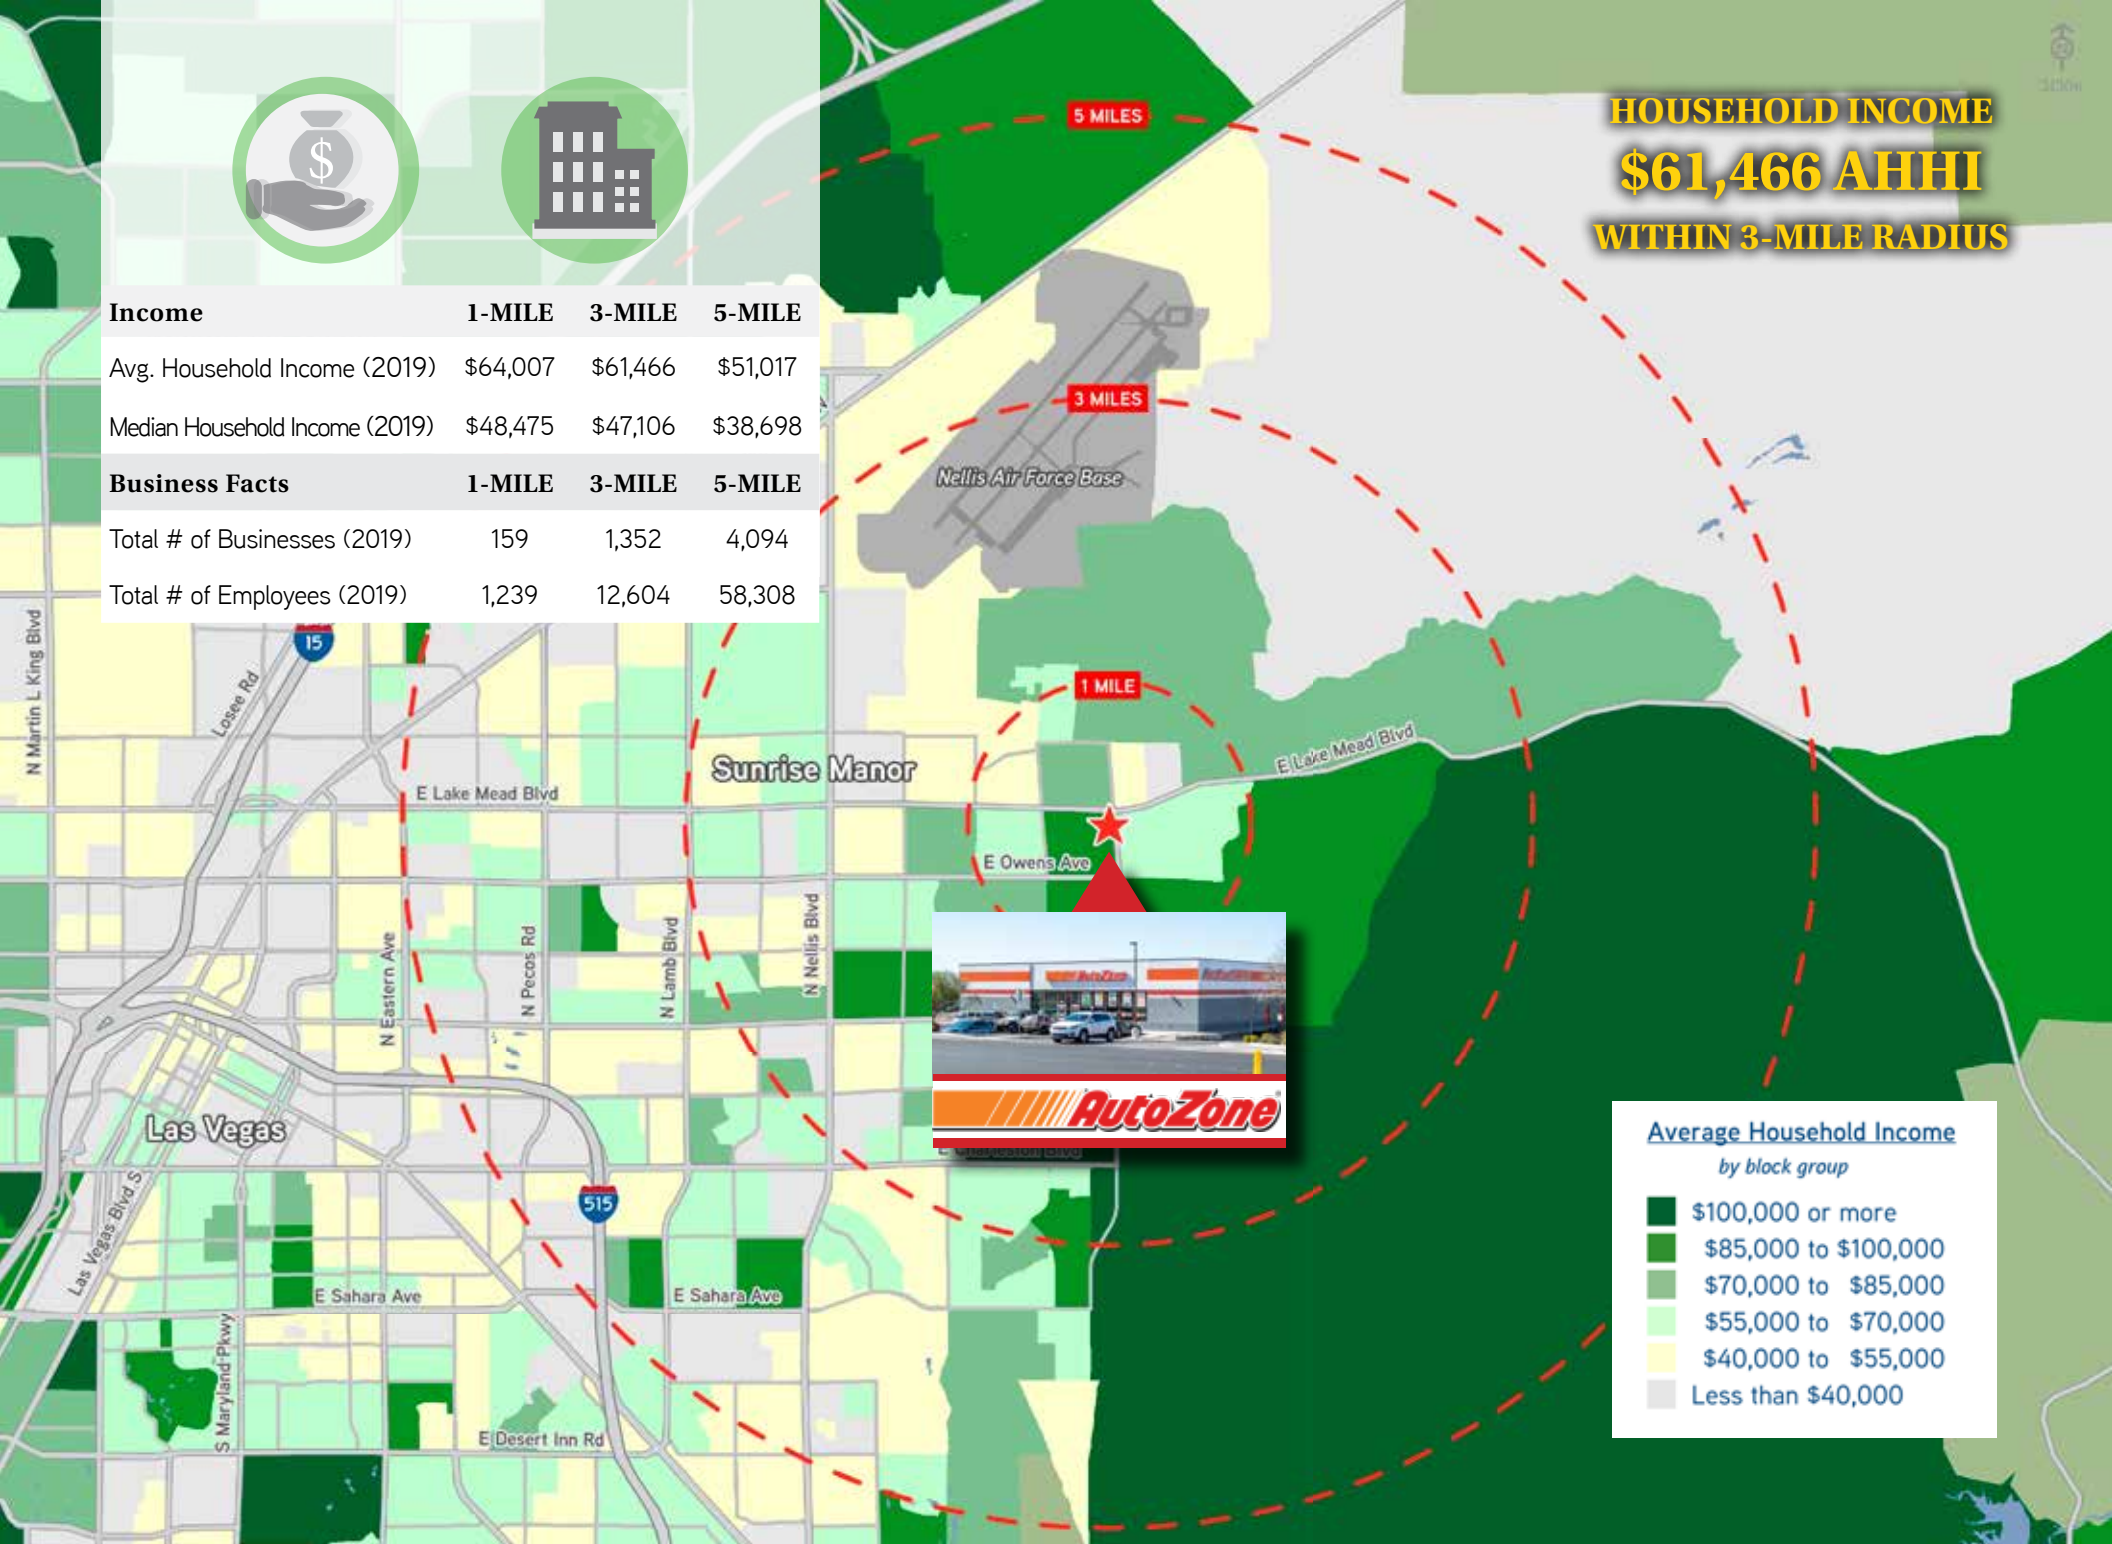 $
Income 1-MILE 3-MILE 5-MILE
Avg. Household Income (2019) $64,007 $61,466 $51,017
Median Household Income (2019) $48,475 $47,106 $38,698
Business Facts 1-MILE 3-MILE 5-MILE
Total # of Businesses (2019) 159 1,352 4,094
Total # of Employees (2019) 1,239 12,604 58,308
HOUSEHOLD INCOME
$61,466 AHHI
WITHIN 3-MILE RADIUS
5 MILES
3 MILES
Nellis Air Force Base
1 MILE
15
N Martin L King Blvd
Losee Rd
E Lake Mead Blvd
Sunrise Manor
E Lake Mead Blvd
E Owens Ave
N Eastern Ave
N Pecos Rd
N Lamb Blvd
N Nellis Blvd
AutoZone
AutoZone
AutoZone
E Charleston Blvd
Las Vegas
Las Vegas Blvd S
515
E Sahara Ave
E Sahara Ave
S Maryland Pkwy
E Desert Inn Rd
Average Household Income
by block group
$100,000 or more
$85,000 to $100,000
$70,000 to $85,000
$55,000 to $70,000
$40,000 to $55,000
Less than $40,000